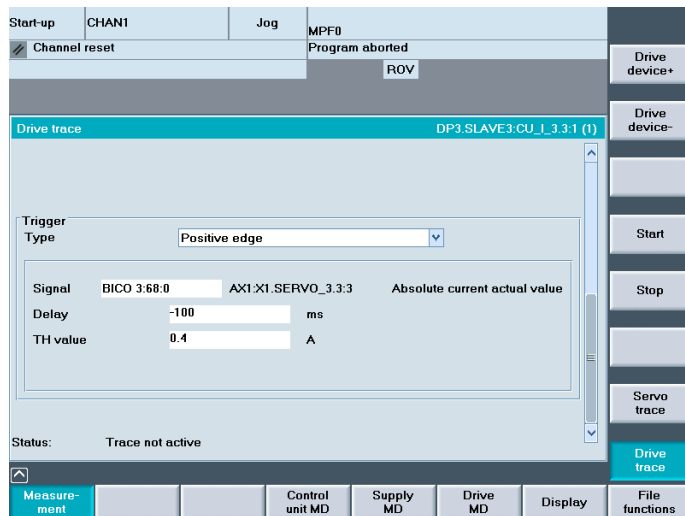 Start-up CHAN1 Jog MPF0
Channel reset Program aborted
ROV
Drive device+
Drive device-
Drive trace DP3.SLAVE3:CU_I_3.3:1 (1)
Trigger
Type Positive edge
Start
Signal BICO 3:68:0 AX1:X1.SERVO_3.3:3 Absolute current actual value
Stop
Delay -100 ms
TH value 0.4 A
Servo trace
Status: Trace not active
Drive trace
Measure-
ment
Control
unit MD
Supply
MD
Drive
MD
Display
File
functions